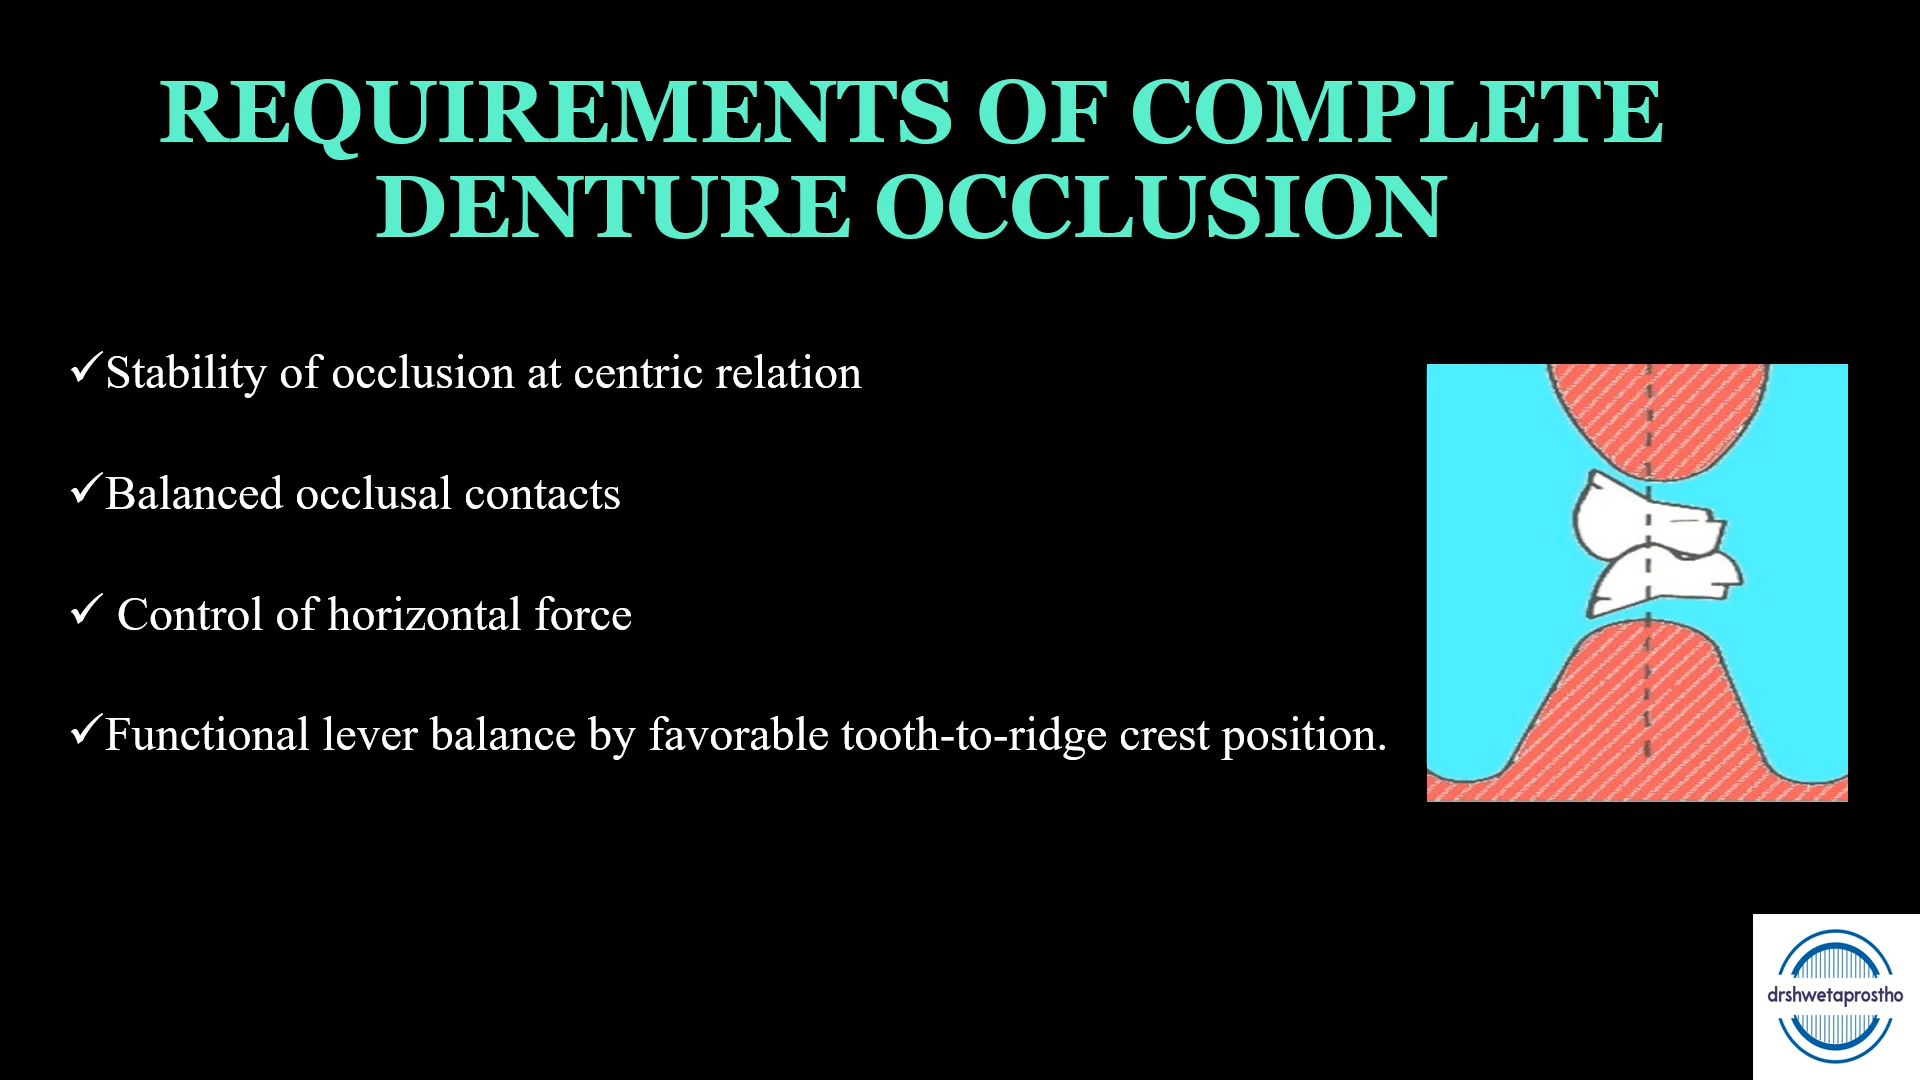 REQUIREMENTS OF COMPLETE
DENTURE OCCLUSION
✓Stability of occlusion at centric relation
✓Balanced occlusal contacts
✓ Control of horizontal force
✓Functional lever balance by favorable tooth-to-ridge crest position.
drshwetaprostho